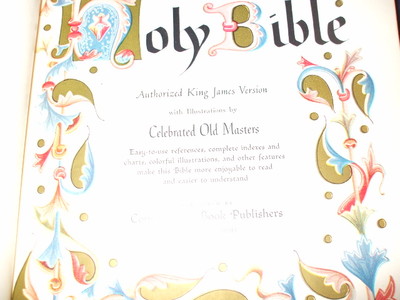 Holy Bible
Authorized King James Version
with Illustrations by
Celebrated Old Masters
Easy-to-use references, complete indexes and
charts, colorful illustrations, and other features
make this Bible more enjoyable to read
and easier to understand
Publishers